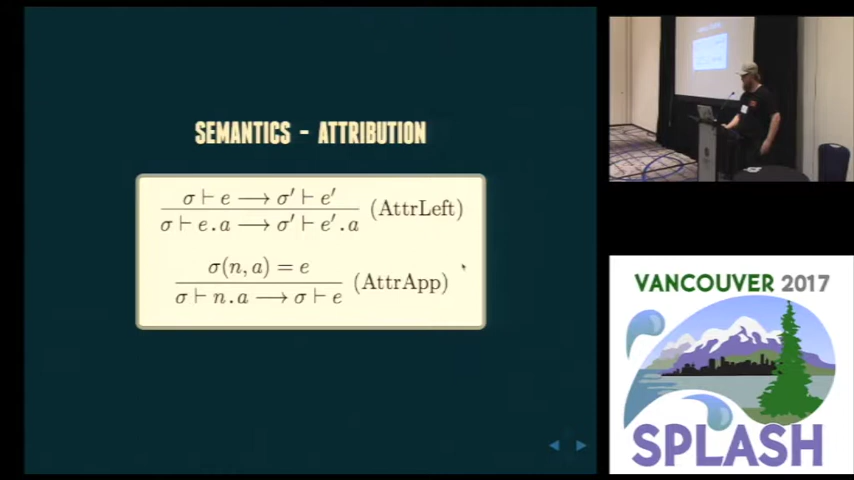 SEMANTICS - ATTRIBUTION
σ ⊢ e ⟶ σ′ ⊢ e′
(AttrLeft)
σ ⊢ e.a ⟶ σ′ ⊢ e′.a
σ(n, a) = e
(AttrApp)
σ ⊢ n.a ⟶ σ ⊢ e
VANCOUVER 2017
SPLASH